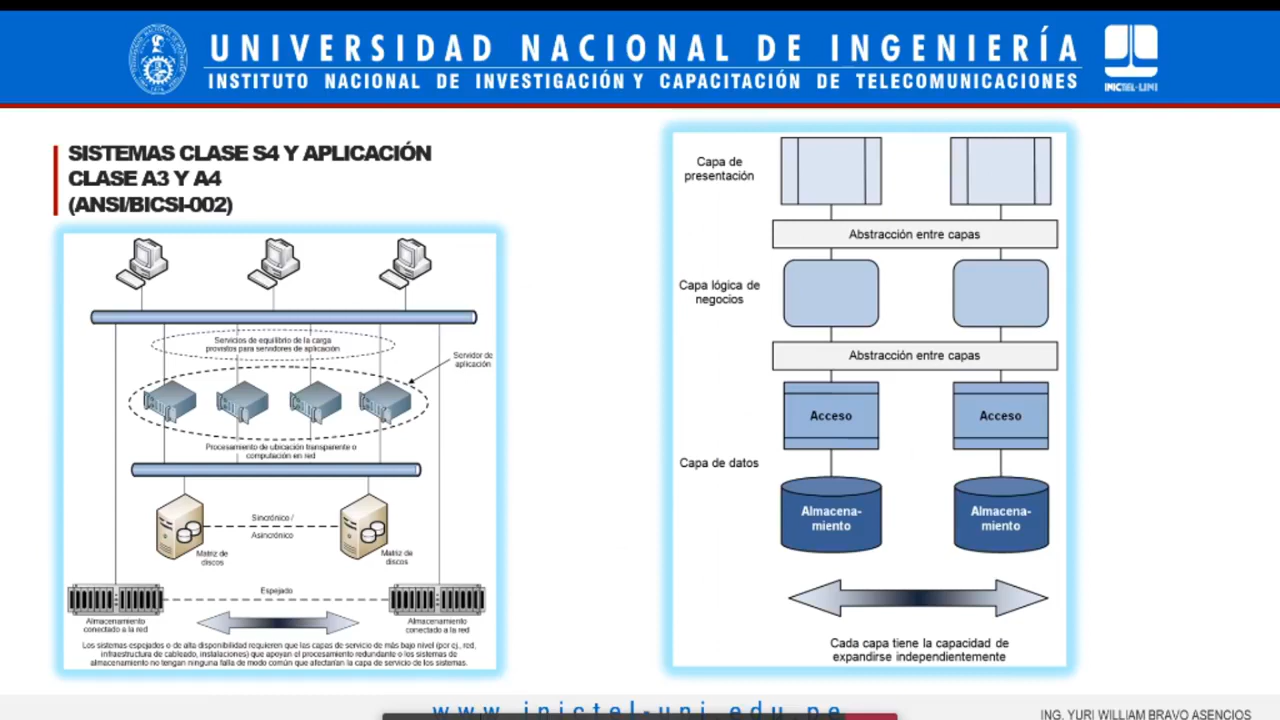 UNIVERSIDAD NACIONAL DE INGENIERÍA
INSTITUTO NACIONAL DE INVESTIGACIÓN Y CAPACITACIÓN DE TELECOMUNICACIONES
INICTEL-UNI
SISTEMAS CLASE S4 Y APLICACIÓN
CLASE A3 Y A4
(ANSI/BICSI-002)
Servicios de equilibrio de la carga
provistos para servidores de aplicación
Servidor de
aplicación
Procesamiento de ubicación transparente o
computación en red
Sincrónico /
Asincrónico
Matriz de
discos
Matriz de
discos
Espejado
Almacenamiento
conectado a la red
Almacenamiento
conectado a la red
Los sistemas espejados o de alta disponibilidad requieren que las capas de servicio de más bajo nivel (por ej., red,
infraestructura de cableado, instalaciones) que apoyen el procesamiento redundante o los sistemas de
almacenamiento no tengan ninguna falla de modo común que afectarían la capa de servicio de los sistemas.
Capa de
presentación
Abstracción entre capas
Capa lógica de
negocios
Abstracción entre capas
Acceso
Acceso
Capa de datos
Almacena-
miento
Almacena-
miento
Cada capa tiene la capacidad de
expandirse independientemente
www.inictel-uni.edu.pe
ING. YURI WILLIAM BRAVO ASENCIOS